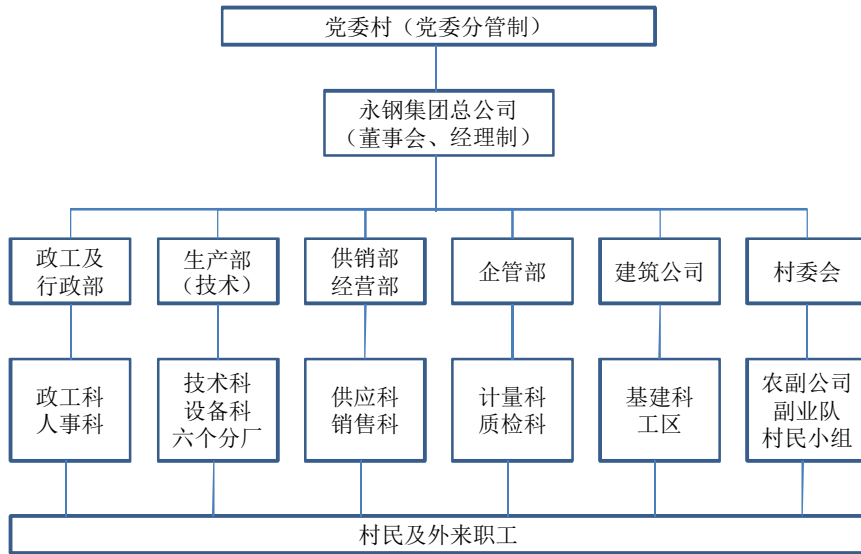 党委村（党委分管制）
永钢集团总公司
（董事会、经理制）
政工及
行政部
生产部
（技术）
供销部
经营部
企管部
建筑公司
村委会
政工科
人事科
技术科
设备科
六个分厂
供应科
销售科
计量科
质检科
基建科
工区
农副公司
副业队
村民小组
村民及外来职工